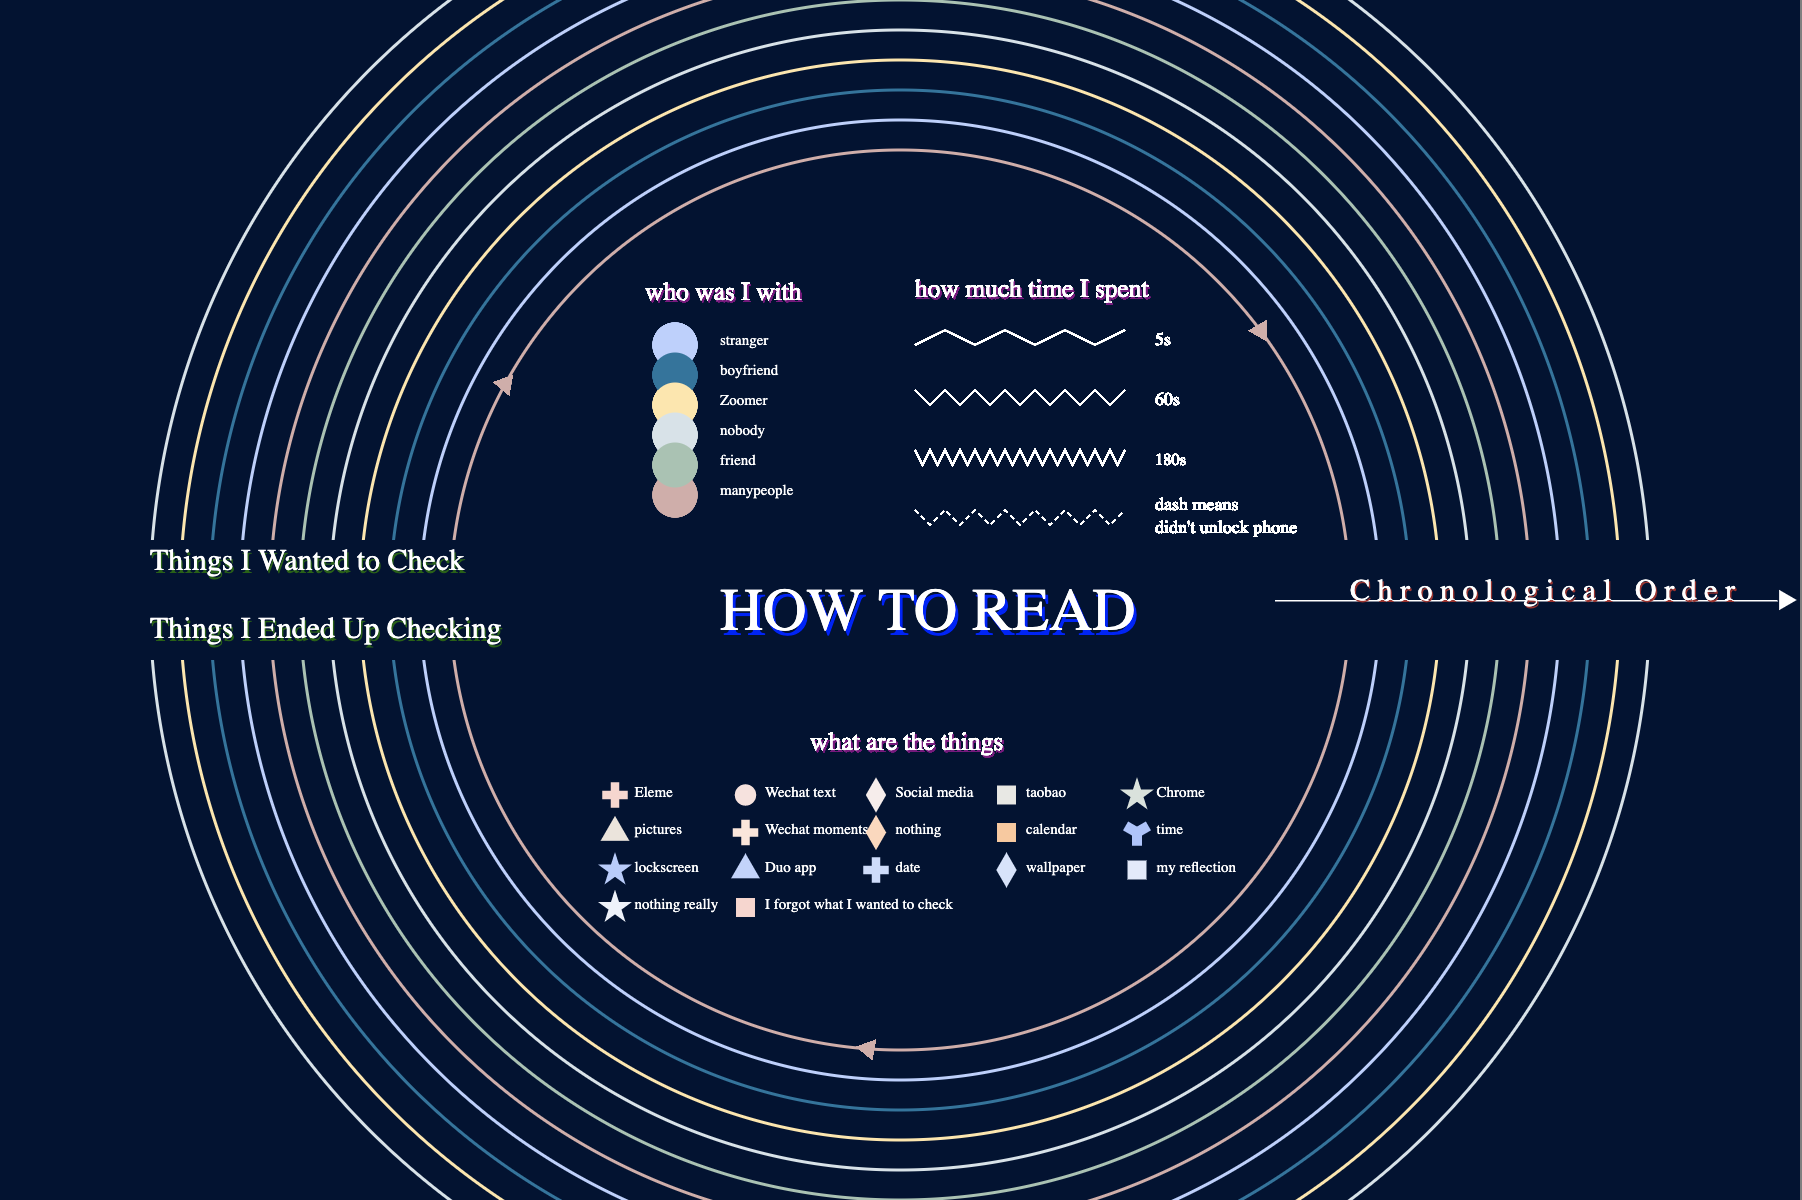 who was I with
stranger
boyfriend
Zoomer
nobody
friend
manypeople
how much time I spent
5s
60s
180s
dash means
didn't unlock phone
Things I Wanted to Check
Things I Ended Up Checking
HOW TO READ
Chronological Order
what are the things
Eleme Wechat text Social media taobao Chrome
pictures Wechat moments nothing calendar time
lockscreen Duo app date wallpaper my reflection
nothing really I forgot what I wanted to check